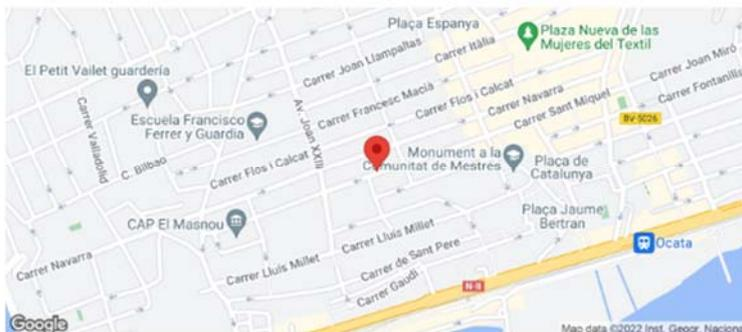 Plaça Espanya
Plaza Nueva de las
Mujeres del Textil
Carrer Itàlia
Carrer Joan Llampallas
El Petit Vailet guardería
Carrer Joan Miró
Carrer Fontanills
Carrer Francesc Macià
Carrer Flos i Calcat
Carrer Navarra
Carrer Sant Miquel
BV-5026
Escuela Francisco
Ferrer y Guardia
Av. Joan XXIII
Carrer Valladolid
C. Bilbao
Carrer Flos i Calcat
Monument a la
Comunitat de Mestres
Plaça de
Catalunya
CAP El Masnou
Plaça Jaume
Bertran
Carrer Lluís Millet
Ocata
Carrer Navarra
Carrer Lluís Millet
Carrer de Sant Pere
Carrer Gaudí
N-II
Google
Map data ©2022 Inst. Geogr. Nacional